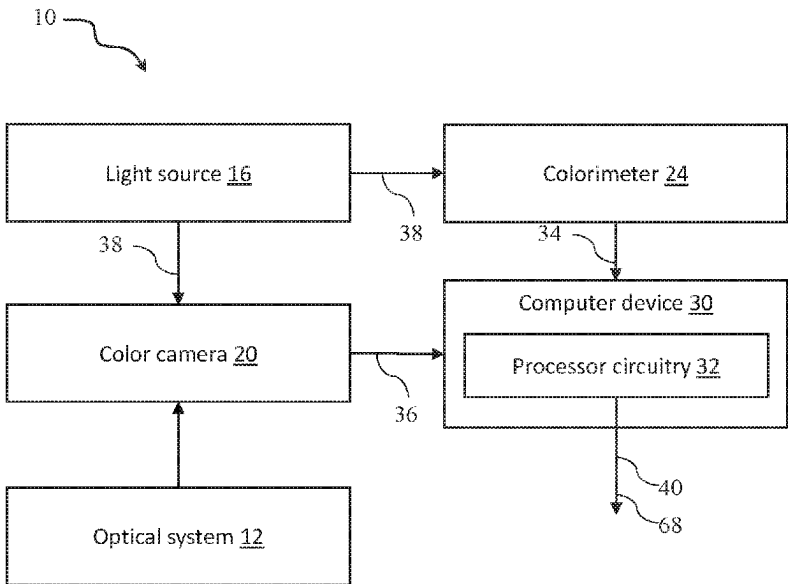 10
Light source 16
38
Colorimeter 24
38
34
Color camera 20
36
Computer device 30
Processor circuitry 32
40
68
Optical system 12